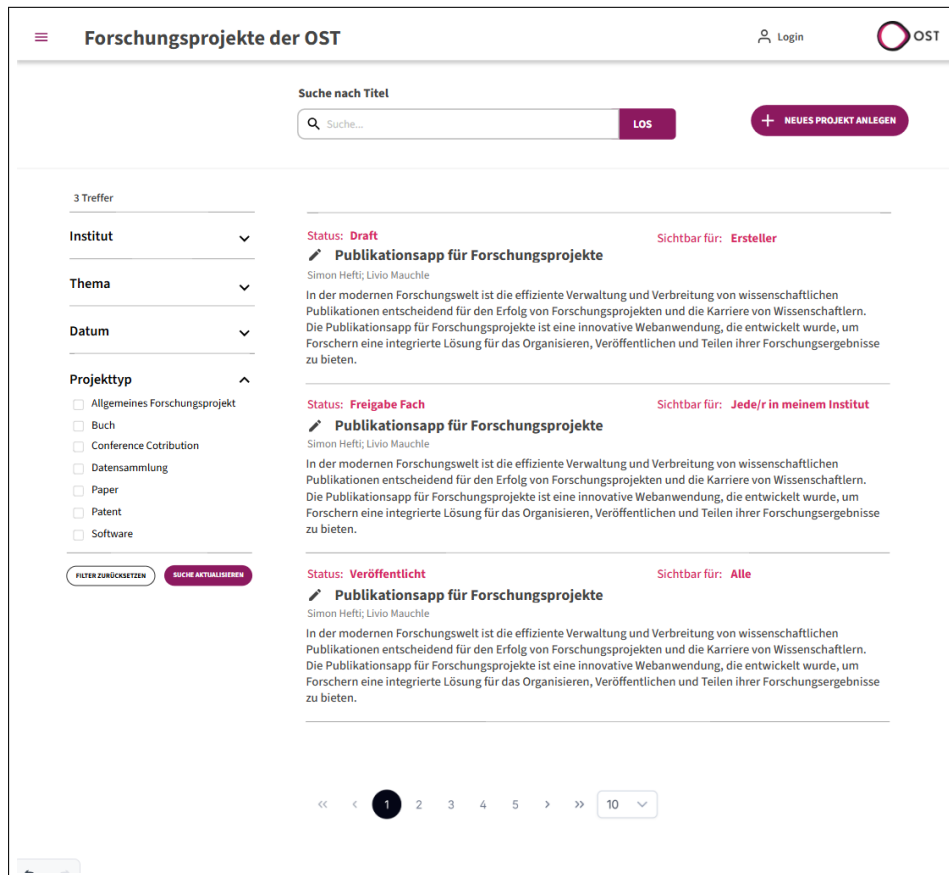 Forschungsprojekte der OST
Login
OST
Suche nach Titel
Suche...
LOS
NEUES PROJEKT ANLEGEN
3 Treffer
Institut
Thema
Datum
Projekttyp
Allgemeines Forschungsprojekt
Buch
Conference Cotribution
Datensammlung
Paper
Patent
Software
FILTER ZURÜCKSETZEN
SUCHE AKTUALISIEREN
Status: Draft
Sichtbar für: Ersteller
Publikationsapp für Forschungsprojekte
Simon Hefti; Livio Mauchle
In der modernen Forschungswelt ist die effiziente Verwaltung und Verbreitung von wissenschaftlichen
Publikationen entscheidend für den Erfolg von Forschungsprojekten und die Karriere von Wissenschaftlern.
Die Publikationsapp für Forschungsprojekte ist eine innovative Webanwendung, die entwickelt wurde, um
Forschern eine integrierte Lösung für das Organisieren, Veröffentlichen und Teilen ihrer Forschungsergebnisse
zu bieten.
Status: Freigabe Fach
Sichtbar für: Jede/r in meinem Institut
Publikationsapp für Forschungsprojekte
Simon Hefti; Livio Mauchle
In der modernen Forschungswelt ist die effiziente Verwaltung und Verbreitung von wissenschaftlichen
Publikationen entscheidend für den Erfolg von Forschungsprojekten und die Karriere von Wissenschaftlern.
Die Publikationsapp für Forschungsprojekte ist eine innovative Webanwendung, die entwickelt wurde, um
Forschern eine integrierte Lösung für das Organisieren, Veröffentlichen und Teilen ihrer Forschungsergebnisse
zu bieten.
Status: Veröffentlicht
Sichtbar für: Alle
Publikationsapp für Forschungsprojekte
Simon Hefti; Livio Mauchle
In der modernen Forschungswelt ist die effiziente Verwaltung und Verbreitung von wissenschaftlichen
Publikationen entscheidend für den Erfolg von Forschungsprojekten und die Karriere von Wissenschaftlern.
Die Publikationsapp für Forschungsprojekte ist eine innovative Webanwendung, die entwickelt wurde, um
Forschern eine integrierte Lösung für das Organisieren, Veröffentlichen und Teilen ihrer Forschungsergebnisse
zu bieten.
« ‹ 1 2 3 4 5 › » 10